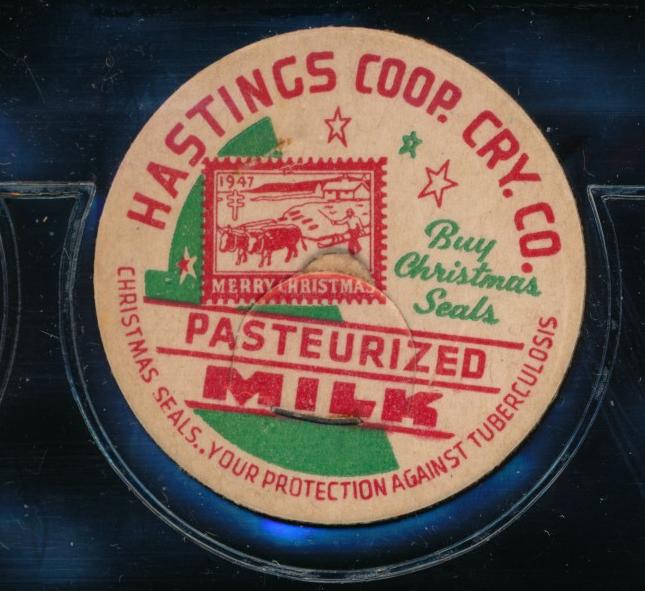 HASTINGS COOP. CRY. CO.
1947
MERRY CHRISTMAS
Buy
Christmas
Seals
PASTEURIZED
MILK
CHRISTMAS SEALS..YOUR PROTECTION AGAINST TUBERCULOSIS